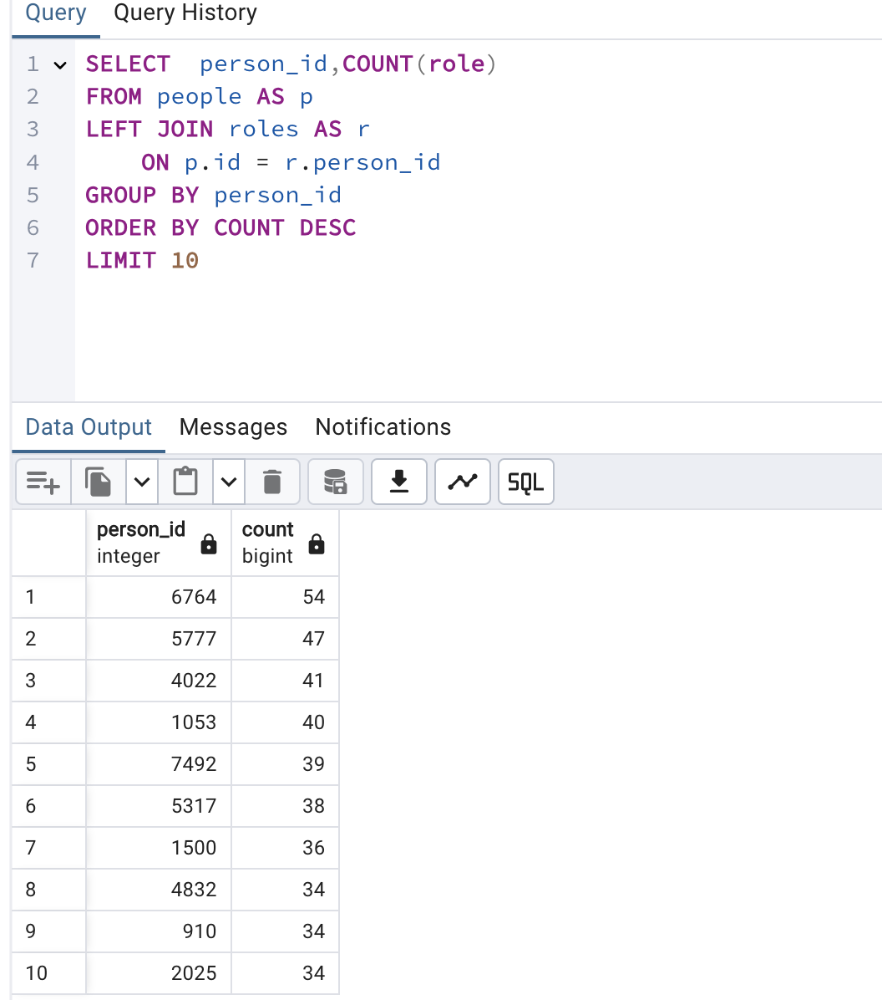 Query Query History
1 SELECT  person_id,COUNT(role)
2 FROM people AS p
3 LEFT JOIN roles AS r
4     ON p.id = r.person_id
5 GROUP BY person_id
6 ORDER BY COUNT DESC
7 LIMIT 10
Data Output Messages Notifications
SQL
person_id count
integer bigint
1 6764 54
2 5777 47
3 4022 41
4 1053 40
5 7492 39
6 5317 38
7 1500 36
8 4832 34
9 910 34
10 2025 34